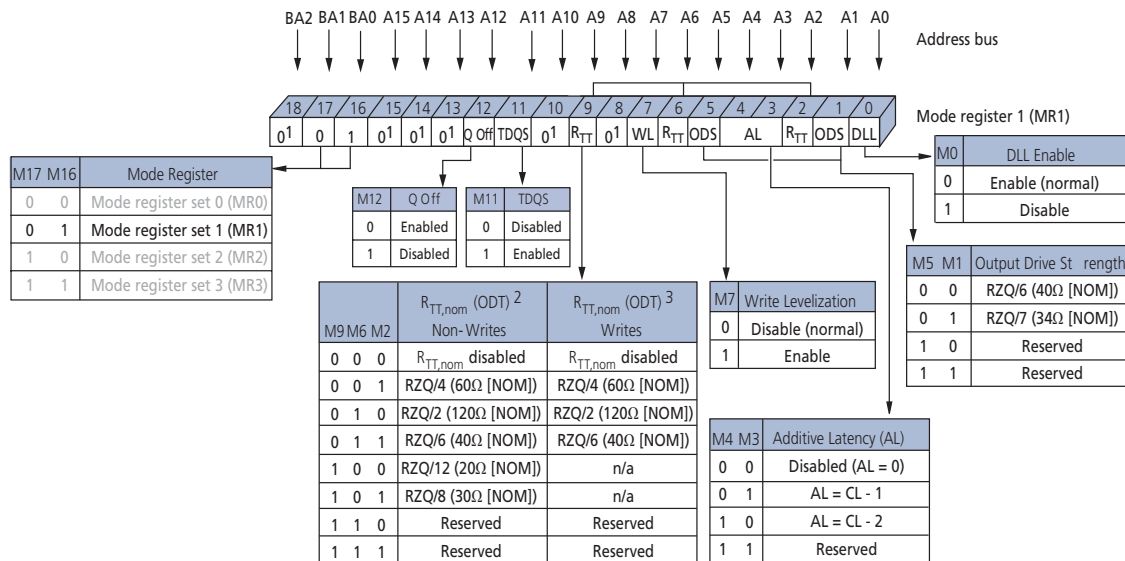 BA2 BA1 BA0 A15 A14 A13 A12 A11 A10 A9 A8 A7 A6 A5 A4 A3 A2 A1 A0
Address bus
18 17 16 15 14 13 12 11 10 9 8 7 6 5 4 3 2 1 0
0¹ 0 1 0¹ 0¹ 0¹ Q Off TDQS 0¹ RTT 0¹ WL RTT ODS AL RTT ODS DLL
Mode register 1 (MR1)
M17 M16 Mode Register
0 0 Mode register set 0 (MR0)
0 1 Mode register set 1 (MR1)
1 0 Mode register set 2 (MR2)
1 1 Mode register set 3 (MR3)
M12 Q Off
0 Enabled
1 Disabled
M11 TDQS
0 Disabled
1 Enabled
M0 DLL Enable
0 Enable (normal)
1 Disable
M5 M1 Output Drive St rength
0 0 RZQ/6 (40Ω [NOM])
0 1 RZQ/7 (34Ω [NOM])
1 0 Reserved
1 1 Reserved
M7 Write Levelization
0 Disable (normal)
1 Enable
RTT,nom (ODT) 2 RTT,nom (ODT) 3
M9 M6 M2 Non-Writes Writes
0 0 0 RTT,nom disabled RTT,nom disabled
0 0 1 RZQ/4 (60Ω [NOM]) RZQ/4 (60Ω [NOM])
0 1 0 RZQ/2 (120Ω [NOM]) RZQ/2 (120Ω [NOM])
0 1 1 RZQ/6 (40Ω [NOM]) RZQ/6 (40Ω [NOM])
1 0 0 RZQ/12 (20Ω [NOM]) n/a
1 0 1 RZQ/8 (30Ω [NOM]) n/a
1 1 0 Reserved Reserved
1 1 1 Reserved Reserved
M4 M3 Additive Latency (AL)
0 0 Disabled (AL = 0)
0 1 AL = CL - 1
1 0 AL = CL - 2
1 1 Reserved